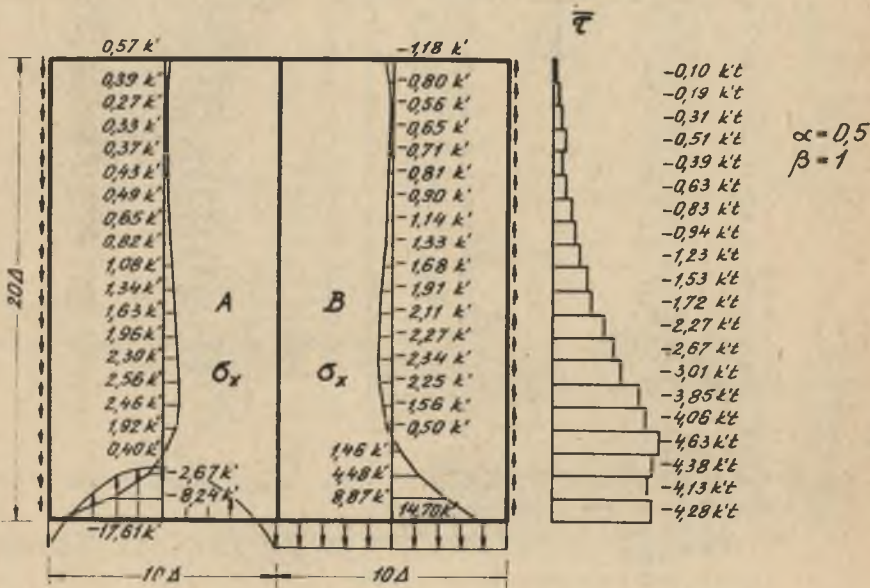 τ̅
0,57 k'
-1,18 k'
0,39 k'
0,27 k'
0,33 k'
0,37 k'
0,43 k'
0,49 k'
0,65 k'
0,82 k'
1,08 k'
1,34 k'
1,63 k'
1,96 k'
2,30 k'
2,56 k'
2,46 k'
1,92 k'
0,40 k'
-2,67 k'
-8,24 k'
-17,61 k'
A
σx
B
σx
-0,80 k'
-0,56 k'
-0,65 k'
-0,71 k'
-0,81 k'
-0,90 k'
-1,14 k'
-1,33 k'
-1,68 k'
-1,91 k'
-2,11 k'
-2,27 k'
-2,34 k'
-2,25 k'
-1,56 k'
-0,50 k'
1,46 k'
4,48 k'
8,87 k'
14,70 k'
-0,10 k't
-0,19 k't
-0,31 k't
-0,51 k't
-0,39 k't
-0,63 k't
-0,83 k't
-0,94 k't
-1,23 k't
-1,53 k't
-1,72 k't
-2,27 k't
-2,67 k't
-3,01 k't
-3,85 k't
-4,06 k't
-4,63 k't
-4,38 k't
-4,13 k't
-4,28 k't
α = 0,5
β = 1
20Δ
10Δ
10Δ